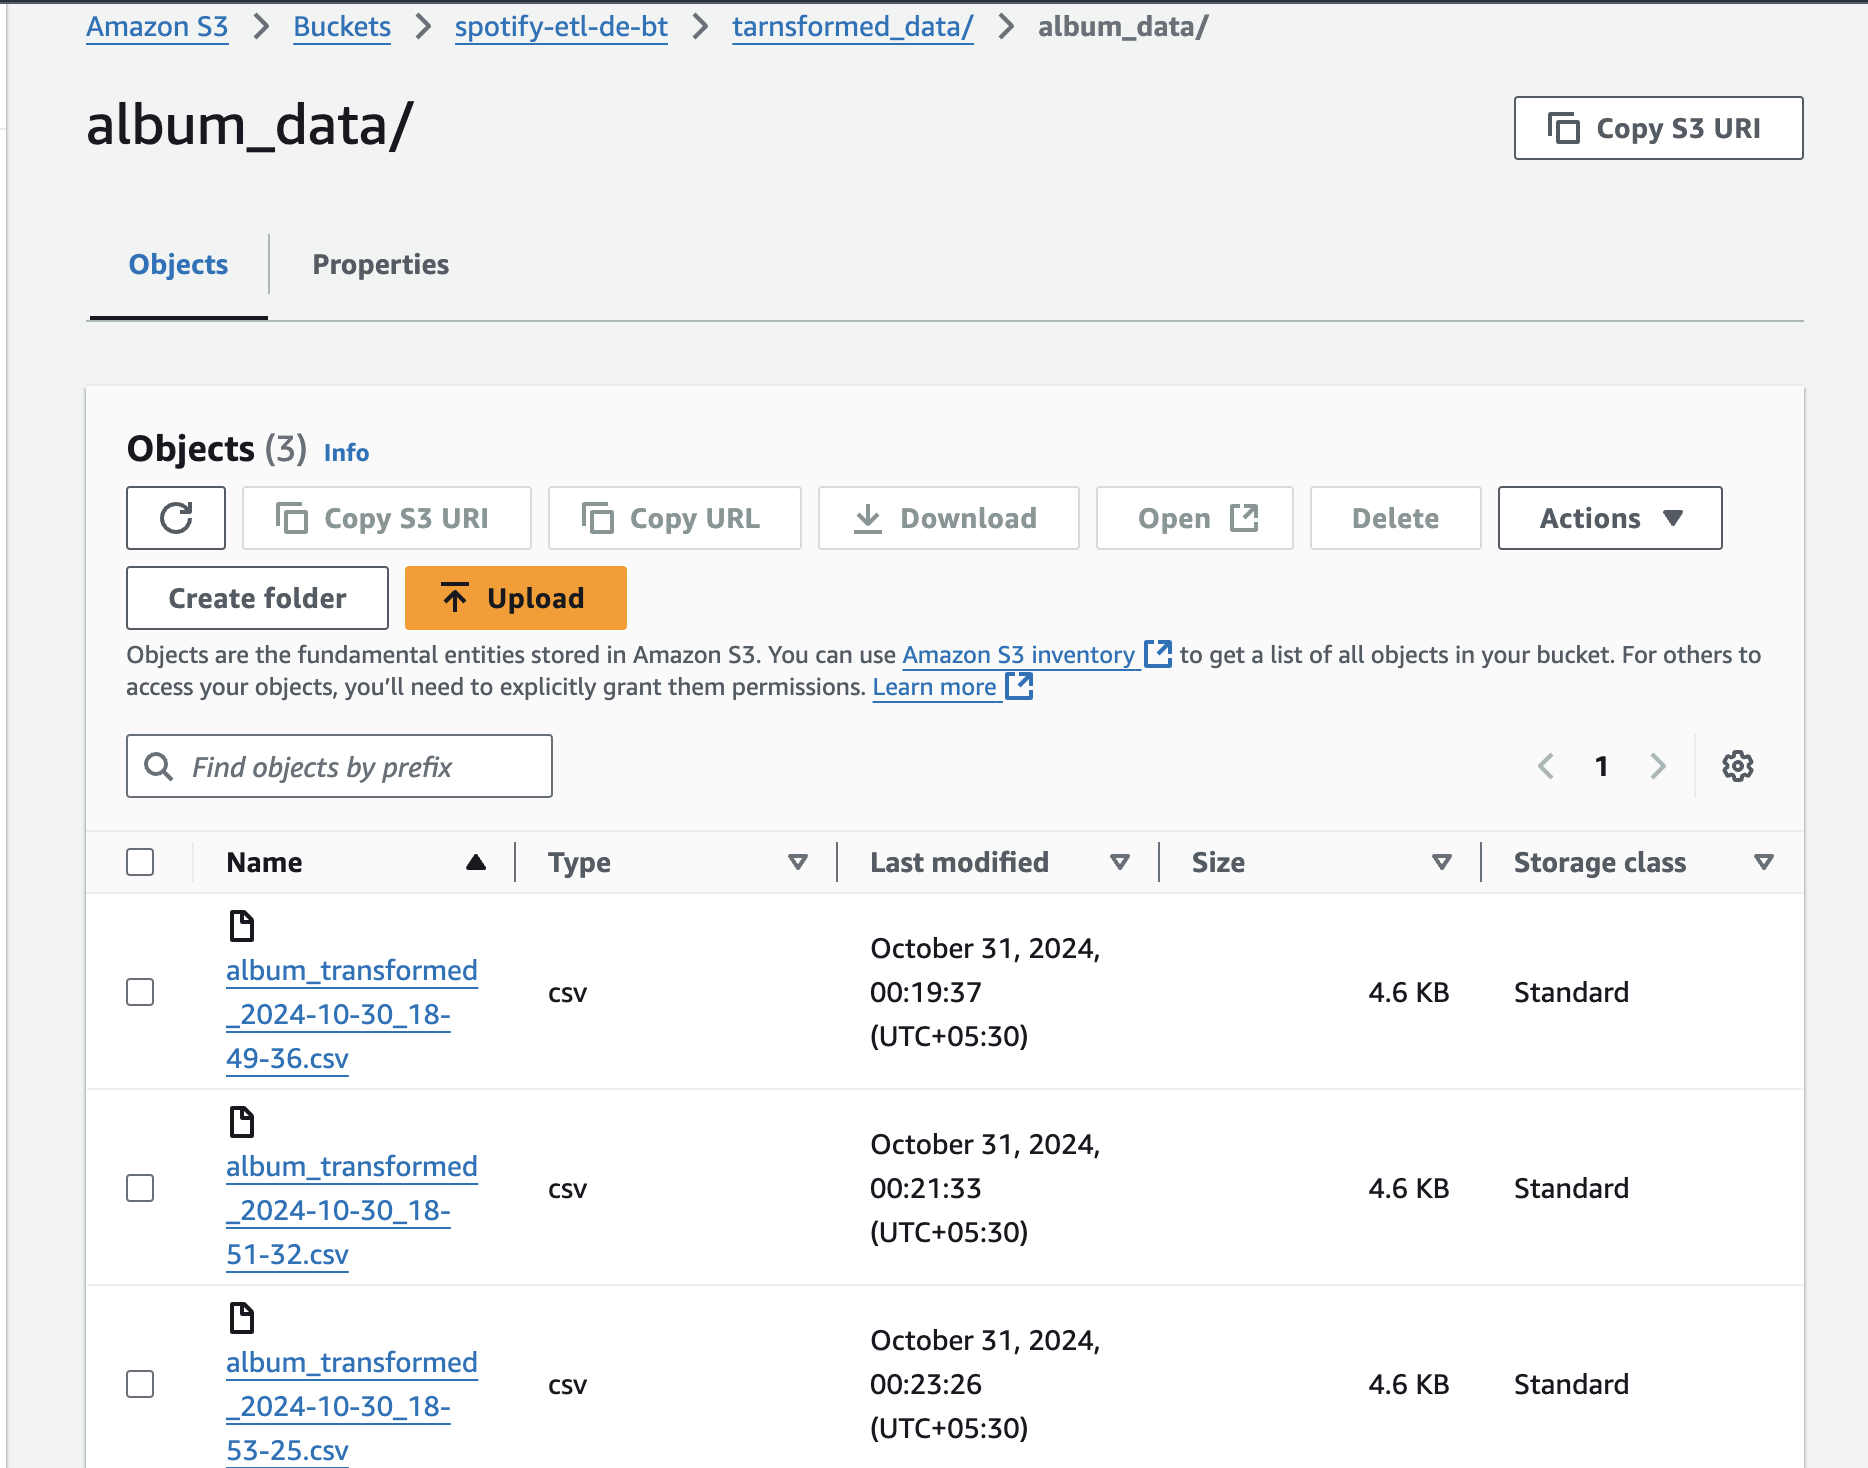 Amazon S3 > Buckets > spotify-etl-de-bt > tarnsformed_data/ > album_data/
album_data/
Copy S3 URI
Objects
Properties
Objects (3) Info
Copy S3 URI
Copy URL
Download
Open
Delete
Actions
Create folder
Upload
Objects are the fundamental entities stored in Amazon S3. You can use Amazon S3 inventory to get a list of all objects in your bucket. For others to
access your objects, you’ll need to explicitly grant them permissions. Learn more
Find objects by prefix
1
Name
Type
Last modified
Size
Storage class
album_transformed
_2024-10-30_18-
49-36.csv
csv
October 31, 2024,
00:19:37
(UTC+05:30)
4.6 KB
Standard
album_transformed
_2024-10-30_18-
51-32.csv
csv
October 31, 2024,
00:21:33
(UTC+05:30)
4.6 KB
Standard
album_transformed
_2024-10-30_18-
53-25.csv
csv
October 31, 2024,
00:23:26
(UTC+05:30)
4.6 KB
Standard